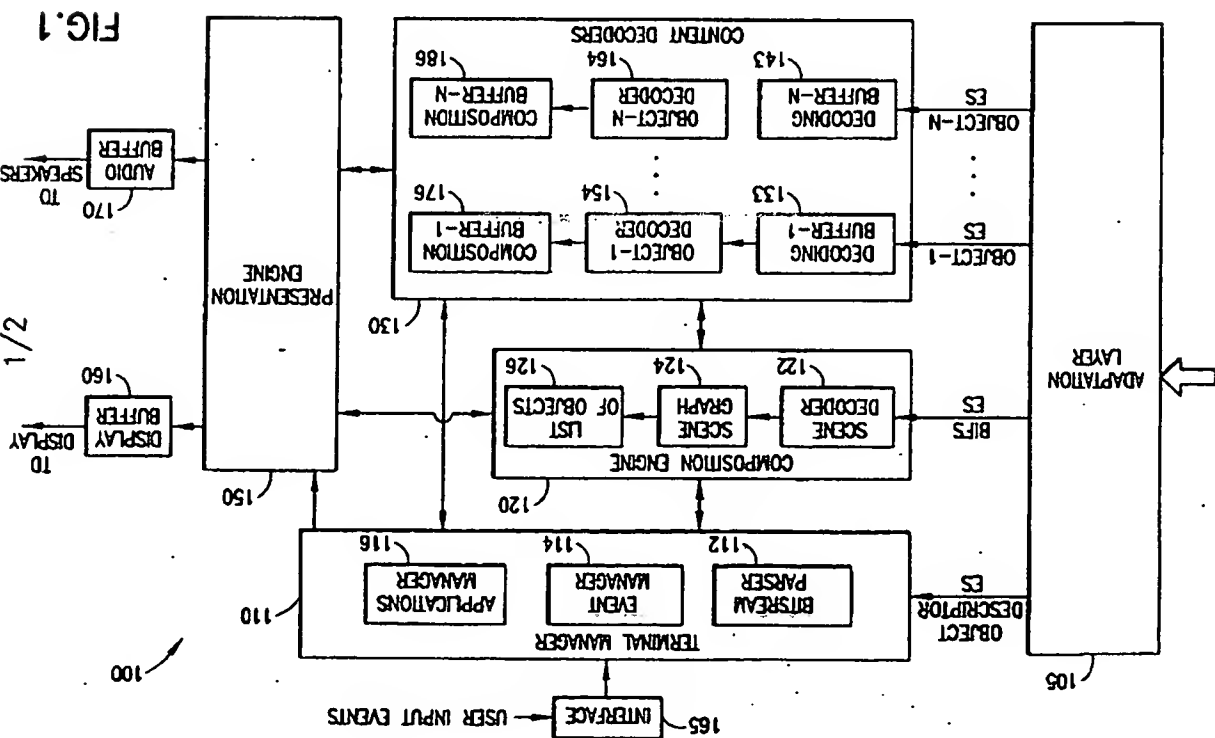 165
INTERFACE
USER INPUT EVENTS
100
105
ADAPTATION
LAYER
OBJECT
DESCRIPTOR
ES
TERMINAL MANAGER
110
112
BITSTREAM
PARSER
114
EVENT
MANAGER
116
APPLICATIONS
MANAGER
BIFS
ES
120
COMPOSITION ENGINE
122
SCENE
DECODER
124
SCENE
GRAPH
126
LIST
OF OBJECTS
150
PRESENTATION
ENGINE
160
DISPLAY
BUFFER
TO
DISPLAY
1/2
130
OBJECT-1
ES
133
DECODING
BUFFER-1
154
OBJECT-1
DECODER
176
COMPOSITION
BUFFER-1
OBJECT-N
ES
143
DECODING
BUFFER-N
164
OBJECT-N
DECODER
186
COMPOSITION
BUFFER-N
CONTENT DECODERS
170
AUDIO
BUFFER
TO
SPEAKERS
FIG.1